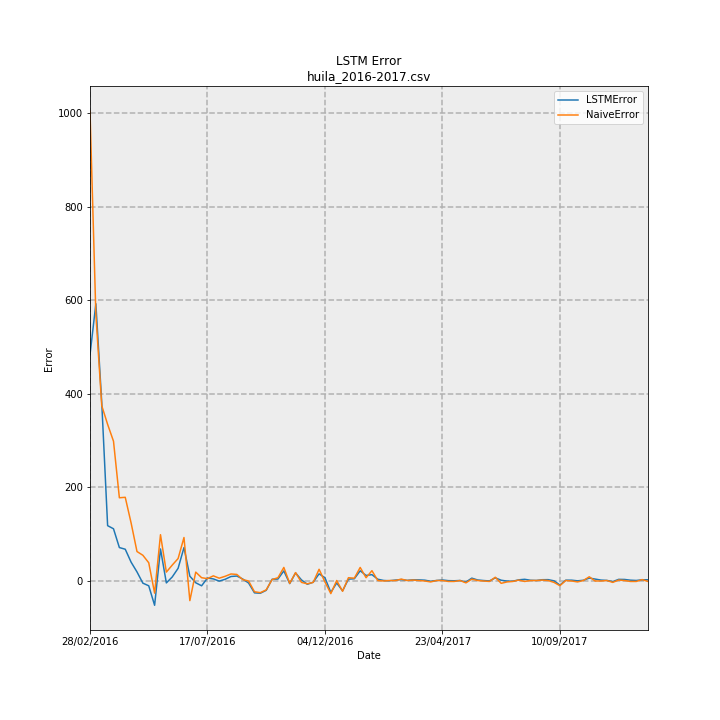 LSTM Error
huila_2016-2017.csv
LSTMError
NaiveError
1000
800
600
400
200
0
Error
28/02/2016
17/07/2016
04/12/2016
23/04/2017
10/09/2017
Date